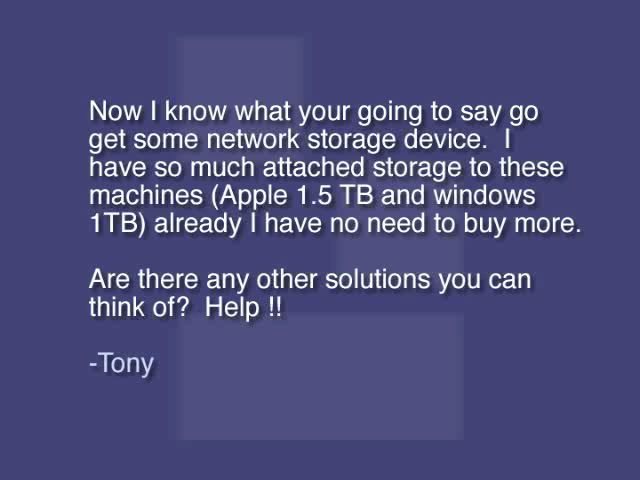 Now I know what your going to say go
get some network storage device.  I
have so much attached storage to these
machines (Apple 1.5 TB and windows
1TB) already I have no need to buy more.
Are there any other solutions you can
think of?  Help !!
-Tony